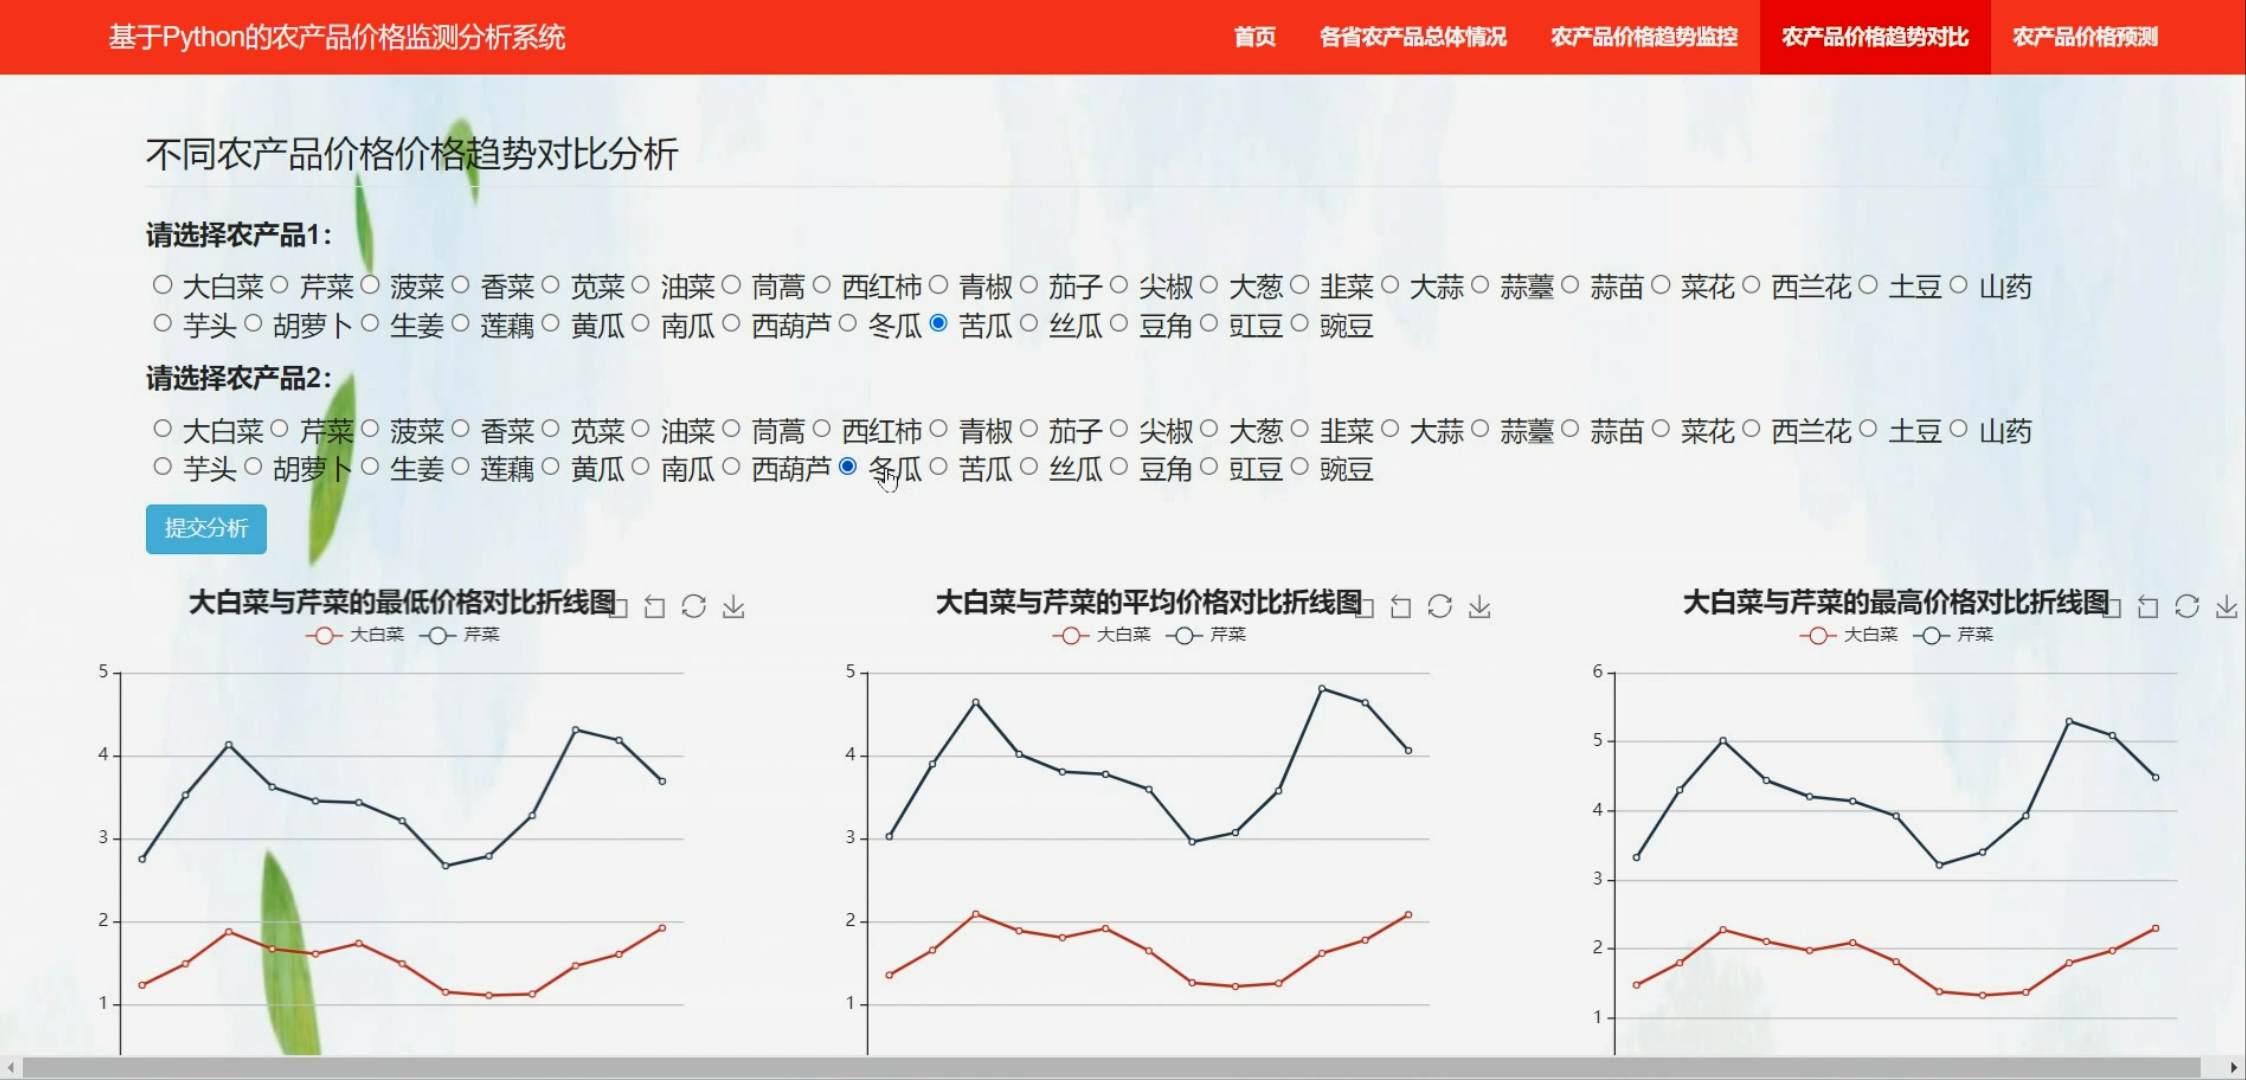 基于Python的农产品价格监测分析系统 首页 各省农产品总体情况 农产品价格趋势监控 农产品价格趋势对比 农产品价格预测
不同农产品价格价格趋势对比分析
请选择农产品1：
大白菜 芹菜 菠菜 香菜 苋菜 油菜 茼蒿 西红柿 青椒 茄子 尖椒 大葱 韭菜 大蒜 蒜薹 蒜苗 菜花 西兰花 土豆 山药
芋头 胡萝卜 生姜 莲藕 黄瓜 南瓜 西葫芦 冬瓜 苦瓜 丝瓜 豆角 豇豆 豌豆
请选择农产品2：
大白菜 芹菜 菠菜 香菜 苋菜 油菜 茼蒿 西红柿 青椒 茄子 尖椒 大葱 韭菜 大蒜 蒜薹 蒜苗 菜花 西兰花 土豆 山药
芋头 胡萝卜 生姜 莲藕 黄瓜 南瓜 西葫芦 冬瓜 苦瓜 丝瓜 豆角 豇豆 豌豆
提交分析
大白菜与芹菜的最低价格对比折线图
大白菜 芹菜
5
4
3
2
1
大白菜与芹菜的平均价格对比折线图
大白菜 芹菜
5
4
3
2
1
大白菜与芹菜的最高价格对比折线图
大白菜 芹菜
6
5
4
3
2
1